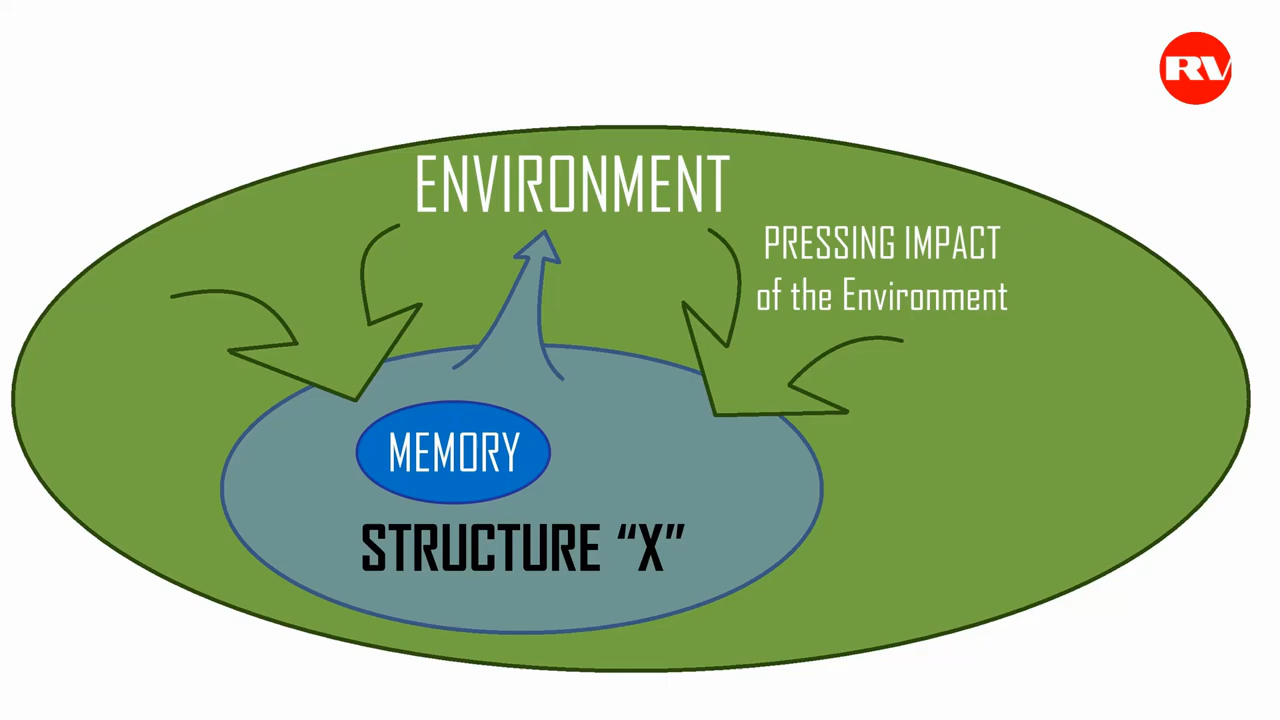 RV
ENVIRONMENT
PRESSING IMPACT
of the Environment
MEMORY
STRUCTURE “X”